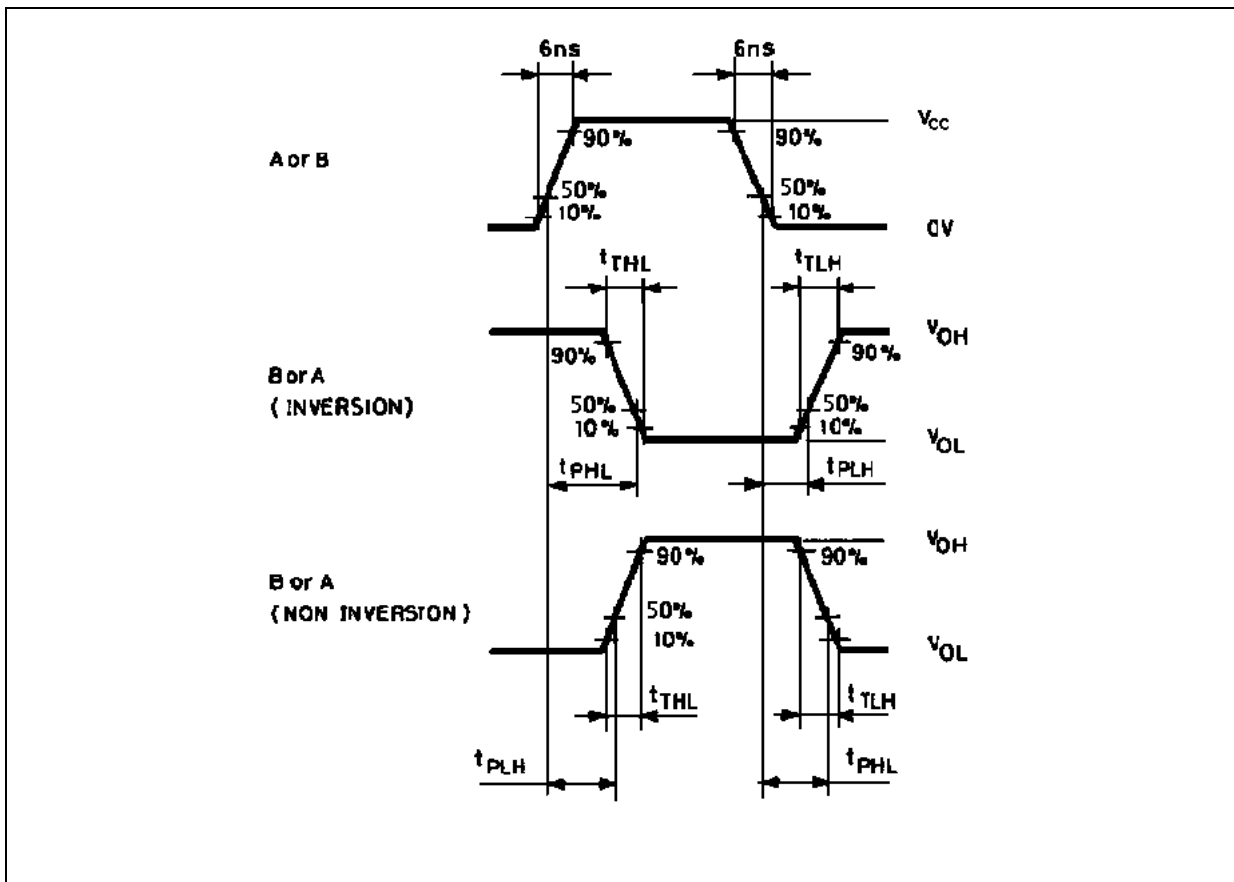 6ns 6ns
VCC
90% 90%
A or B
50% 50%
10% 10%
0V
tTHL tTLH
VOH
90% 90%
B or A
50% 50%
(INVERSION)
10% 10%
VOL
tPHL tPLH
VOH
90% 90%
B or A
(NON INVERSION)
50%
10%
VOL
tTHL tTLH
tPLH tPHL